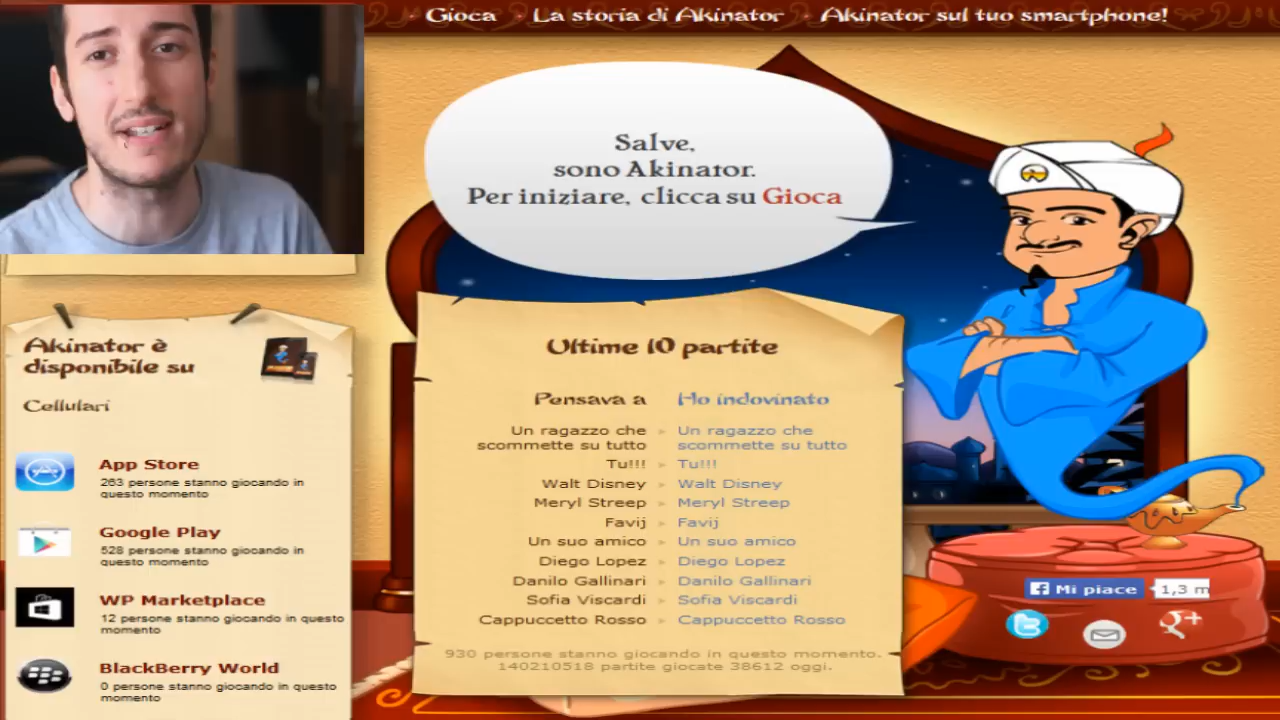 Gioca · La storia di Akinator · Akinator sul tuo smartphone!
Salve,
sono Akinator.
Per iniziare, clicca su Gioca
Akinator è
disponibile su
Cellulari
App Store
263 persone stanno giocando in
questo momento
Google Play
528 persone stanno giocando in
questo momento
WP Marketplace
12 persone stanno giocando in questo
momento
BlackBerry World
0 persone stanno giocando in questo
momento
Ultime 10 partite
Pensava a Ho indovinato
Un ragazzo che Un ragazzo che
scommette su tutto scommette su tutto
Tu!!! Tu!!!
Walt Disney Walt Disney
Meryl Streep Meryl Streep
Favij Favij
Un suo amico Un suo amico
Diego Lopez Diego Lopez
Danilo Gallinari Danilo Gallinari
Sofia Viscardi Sofia Viscardi
Cappuccetto Rosso Cappuccetto Rosso
930 persone stanno giocando in questo momento.
140210518 partite giocate 38612 oggi.
Mi piace 1,3 m